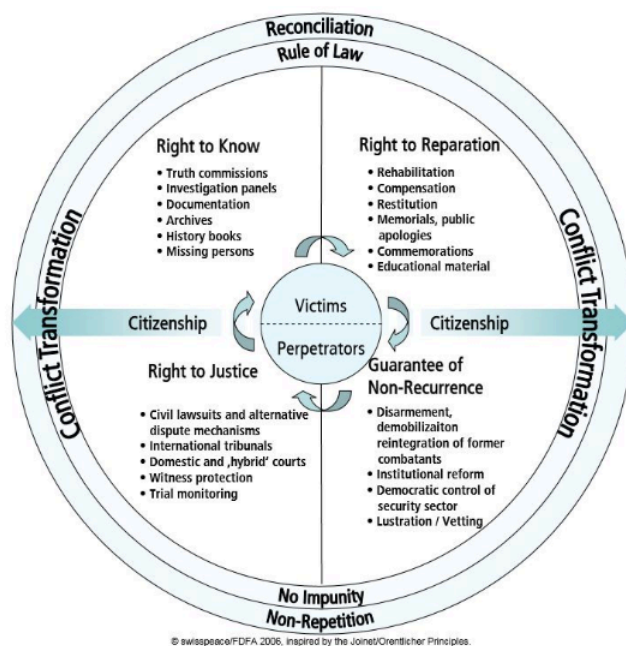 Reconciliation
Rule of Law
Right to Know
• Truth commissions
• Investigation panels
• Documentation
• Archives
• History books
• Missing persons
Right to Reparation
• Rehabilitation
• Compensation
• Restitution
• Memorials, public
apologies
• Commemorations
• Educational material
Conflict Transformation
Conflict Transformation
Victims
Perpetrators
Citizenship
Citizenship
Right to Justice
• Civil lawsuits and alternative
dispute mechanisms
• International tribunals
• Domestic and ‚hybrid' courts
• Witness protection
• Trial monitoring
Guarantee of
Non-Recurrence
• Disarmement,
demobilizaiton
reintegration of former
combatants
• Institutional reform
• Democratic control of
security sector
• Lustration / Vetting
No Impunity
Non-Repetition
© swisspeace/FDFA 2006, inspired by the Joinet/Orentlicher Principles.